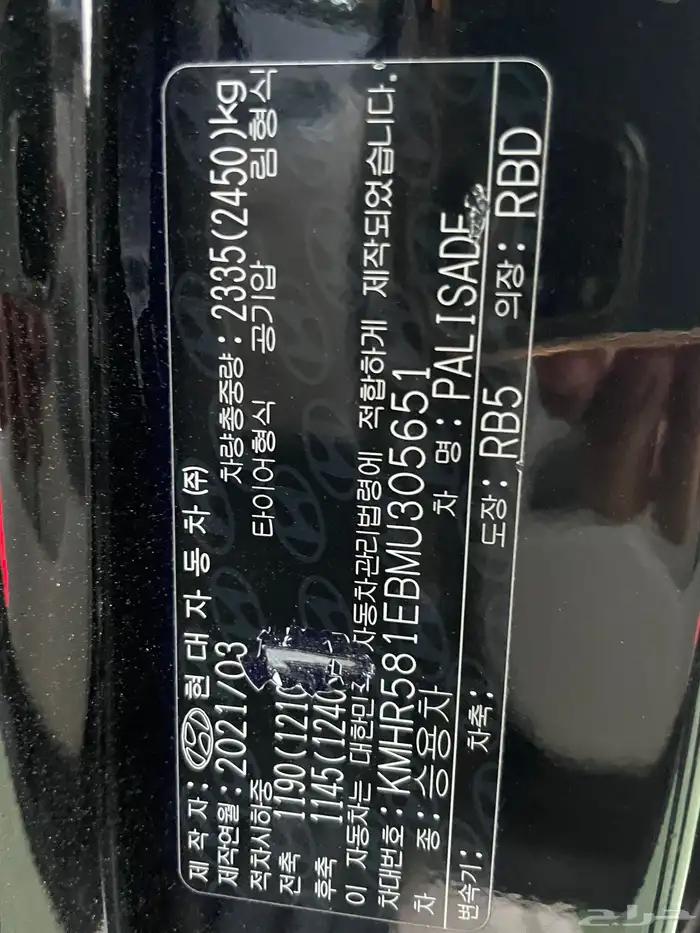 제 작 자 : 현 대 자 동 차 (주)
제작연월: 2021/03 차량총중량: 2335(2450)kg
적차시하중 타이어형식 공기압 림형식
전축 1190(1210
후축 1145(1240
이 자동차는 대한민 자동차관리법령에 적합하게 제작되었습니다.
차대번호: KMHR581EBMU305651
차 종: 승용차 차 명: PALISADE
변속기: 차축: 도장: RB5 의장: RBD
حراج